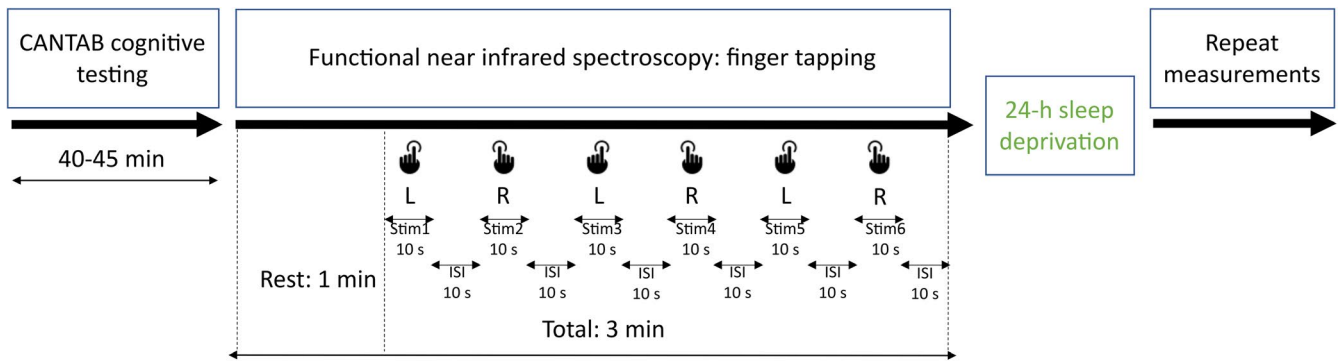 CANTAB cognitive
testing
Functional near infrared spectroscopy: finger tapping
Repeat
measurements
24-h sleep
deprivation
40-45 min
L R L R L R
Stim1 Stim2 Stim3 Stim4 Stim5 Stim6
10 s 10 s 10 s 10 s 10 s 10 s
Rest: 1 min
ISI ISI ISI ISI ISI ISI
10 s 10 s 10 s 10 s 10 s 10 s
Total: 3 min